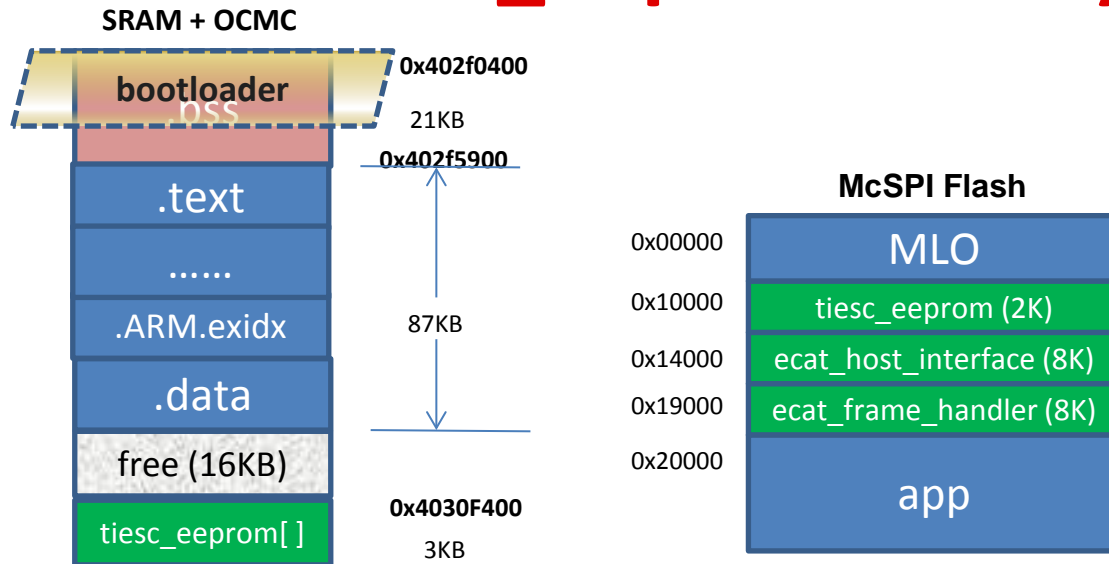 SRAM + OCMC
bootloader
.bss
0x402f0400
21KB
0x402f5900
.text
......
.ARM.exidx
.data
87KB
free (16KB)
tiesc_eeprom[ ]
0x4030F400
3KB
McSPI Flash
0x00000
MLO
0x10000
tiesc_eeprom (2K)
0x14000
ecat_host_interface (8K)
0x19000
ecat_frame_handler (8K)
0x20000
app